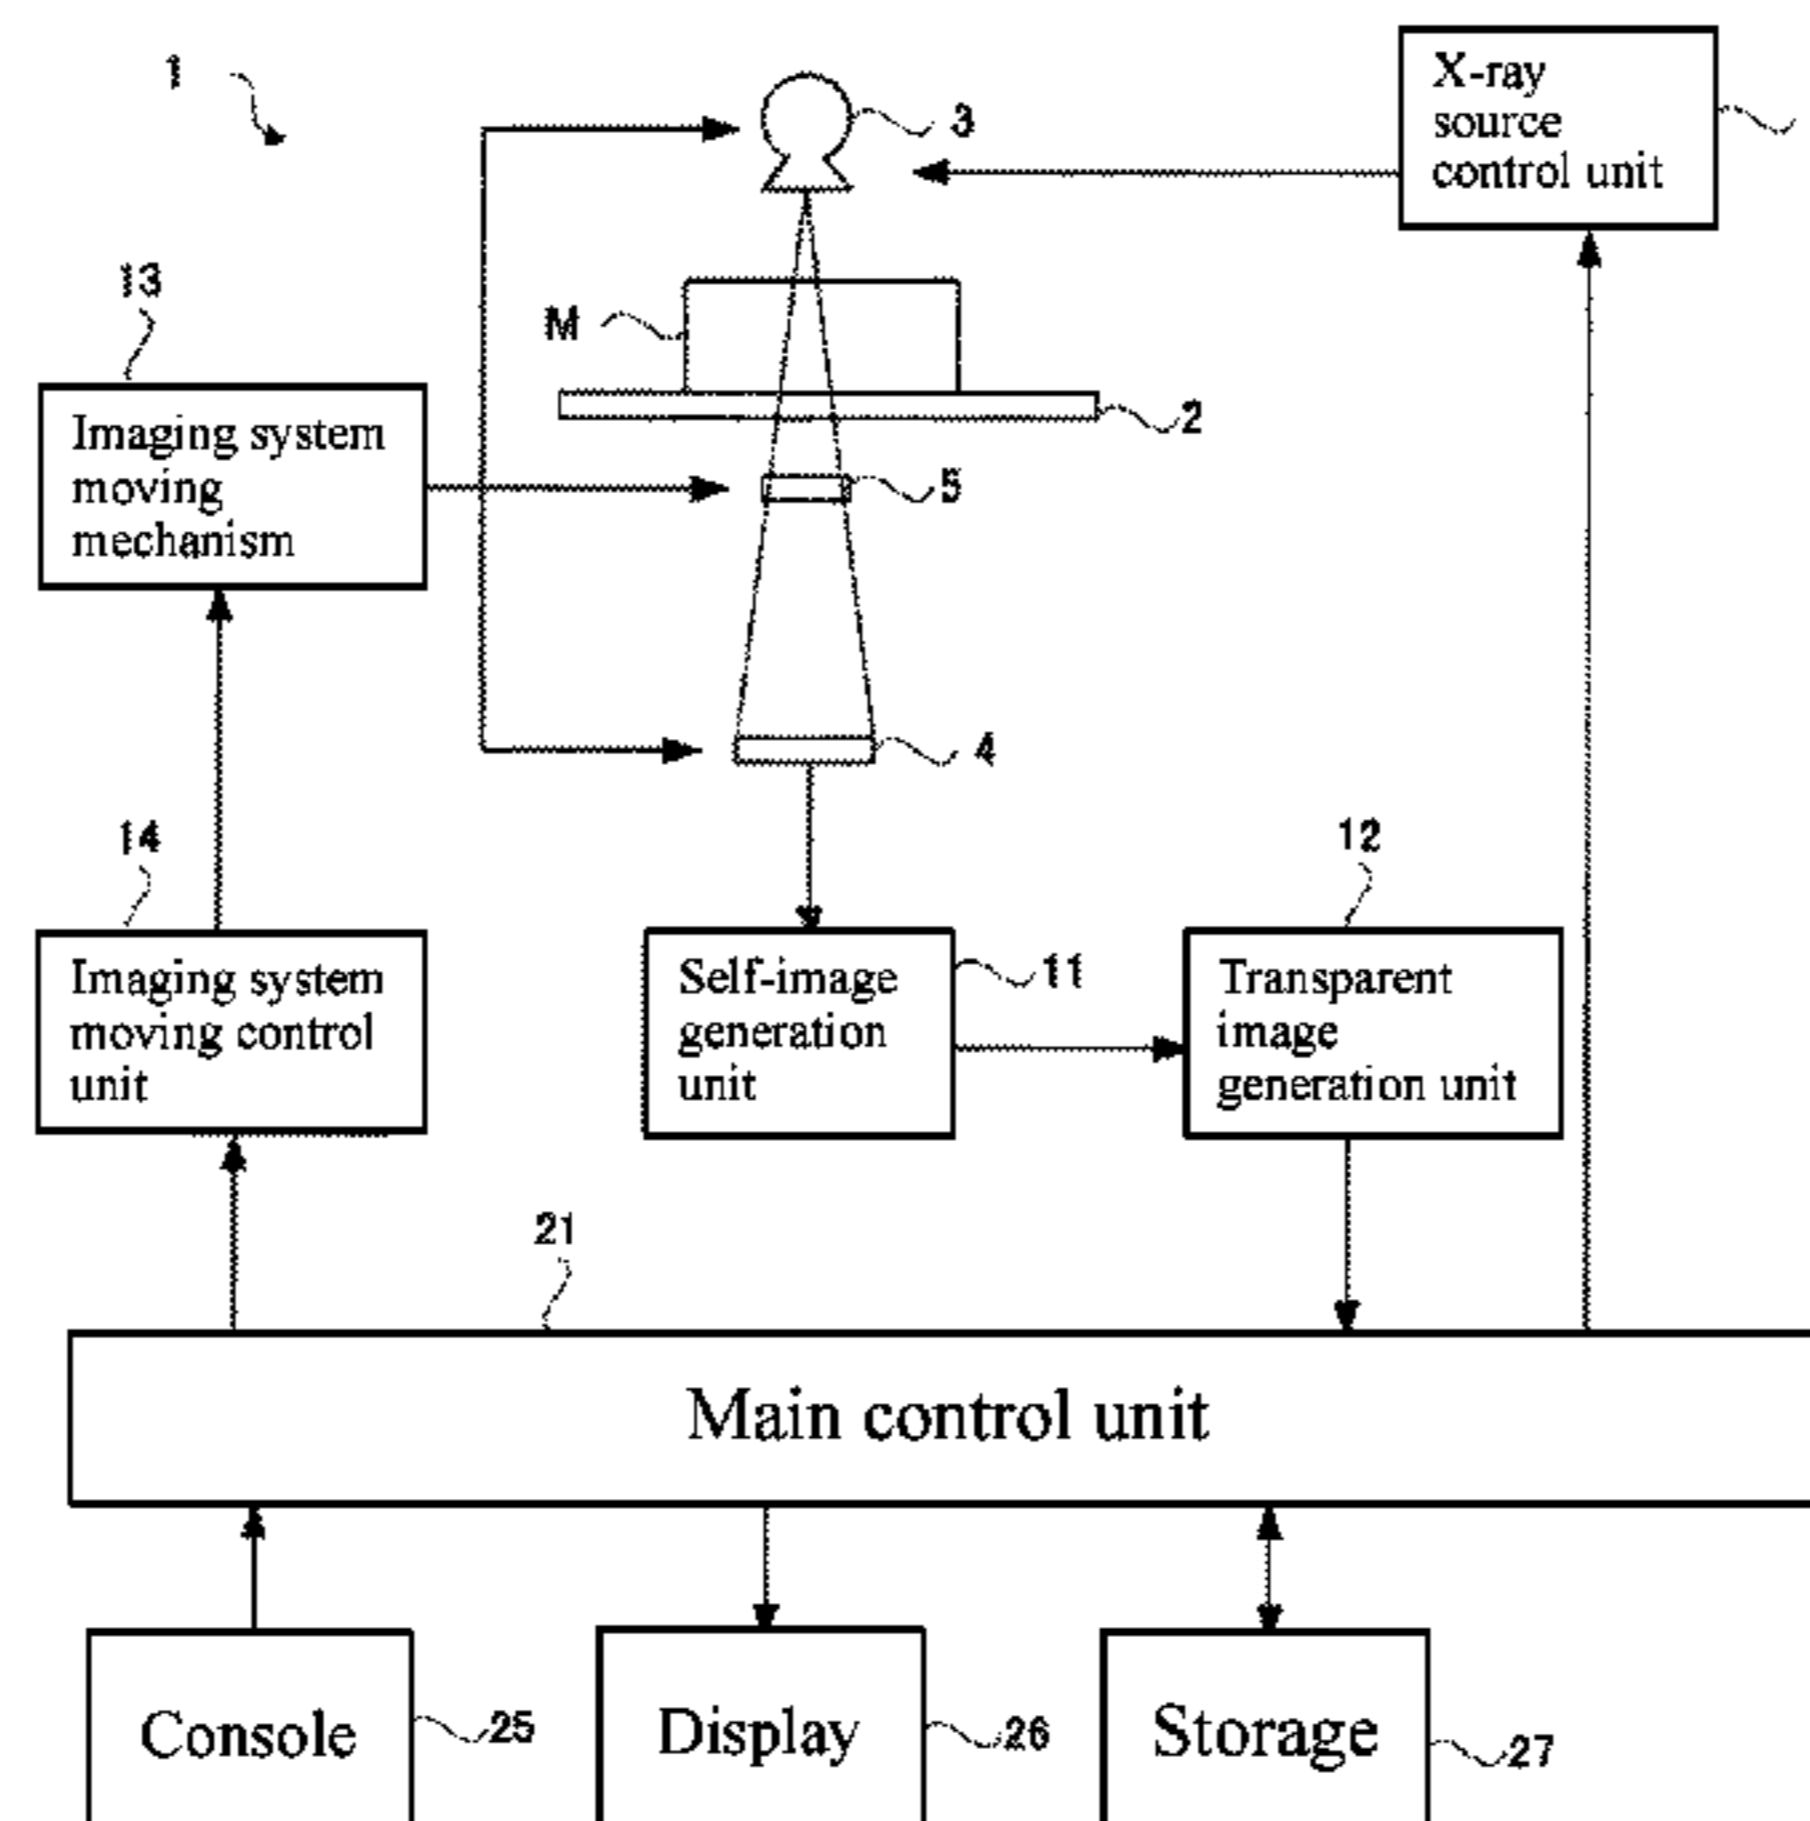 1
3
X-ray
source
control unit
13
M
Imaging system
moving
mechanism
2
5
4
14
12
Imaging system
moving control
unit
Self-image
generation
unit
11
Transparent
image
generation unit
21
Main control unit
Console
25
Display
26
Storage
27